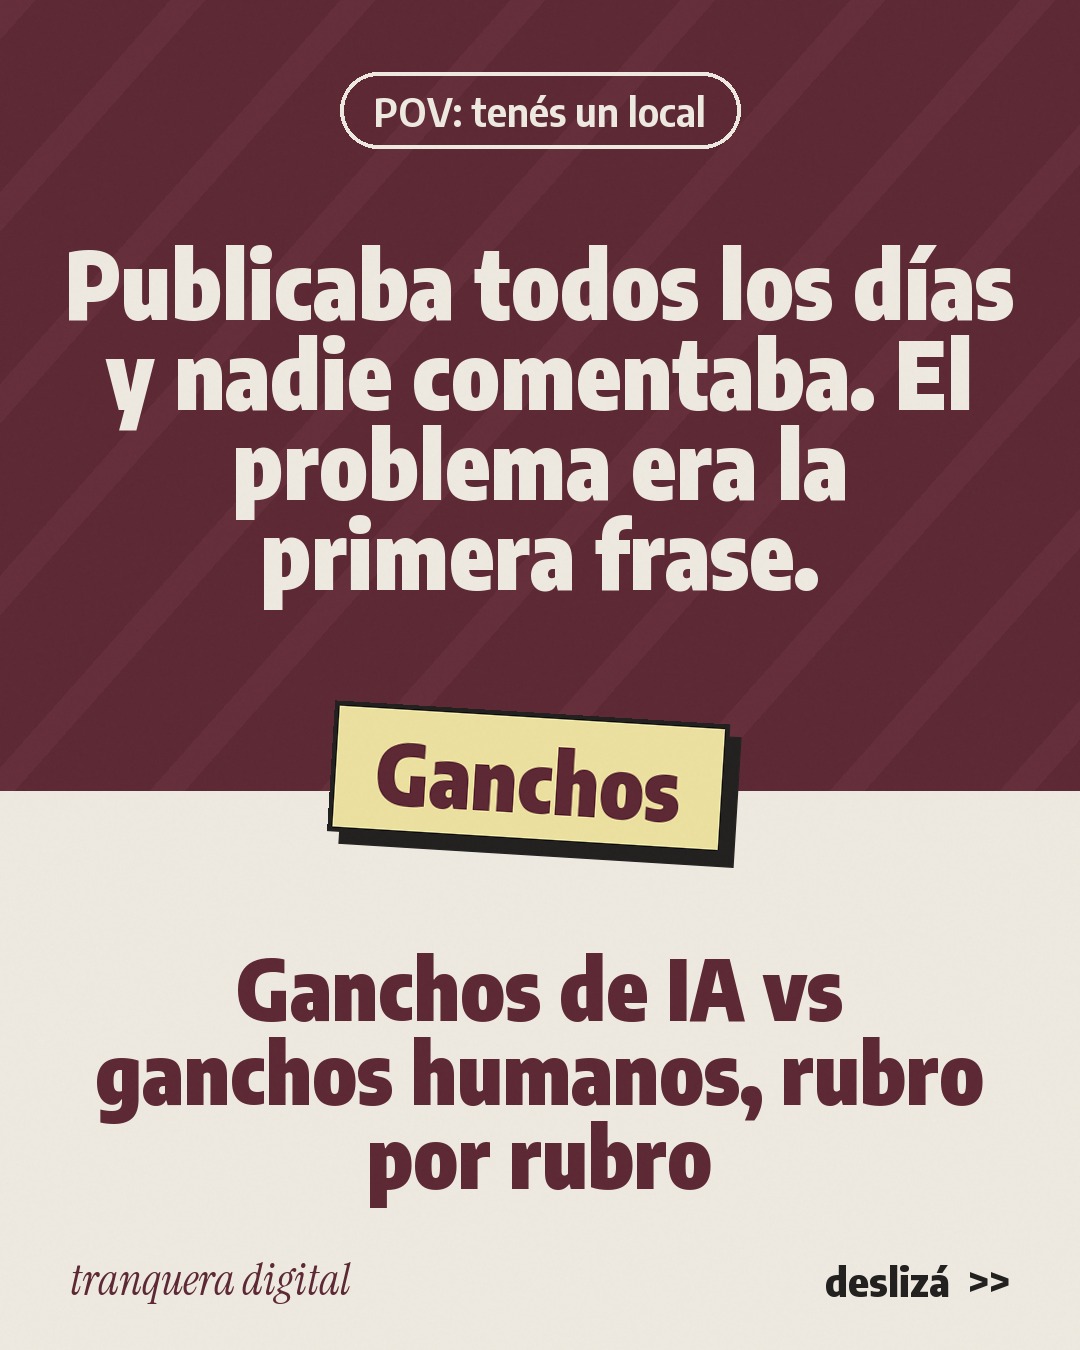 POV: tenés un local
Publicaba todos los días
y nadie comentaba. El
problema era la
primera frase.
Ganchos
Ganchos de IA vs
ganchos humanos, rubro
por rubro
tranquera digital
deslizá >>